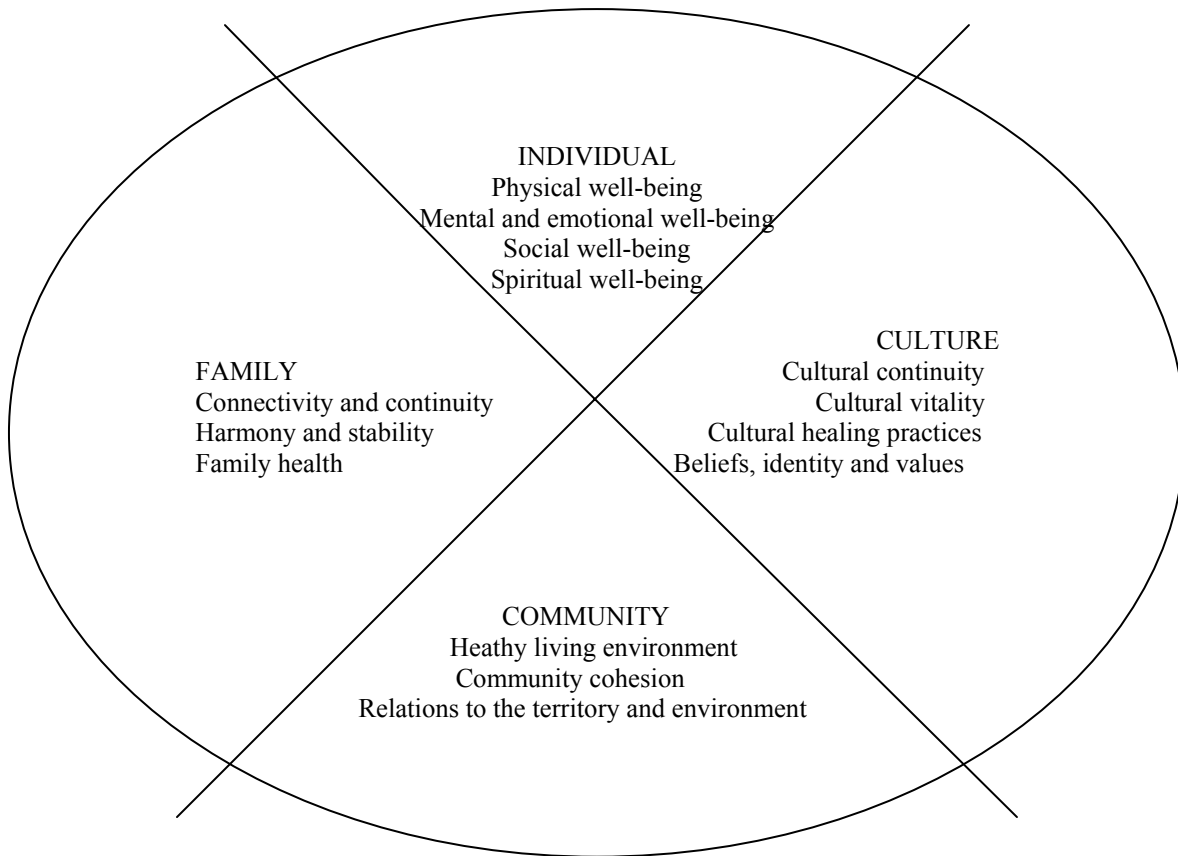 INDIVIDUAL
Physical well-being
Mental and emotional well-being
Social well-being
Spiritual well-being
FAMILY
Connectivity and continuity
Harmony and stability
Family health
CULTURE
Cultural continuity
Cultural vitality
Cultural healing practices
Beliefs, identity and values
COMMUNITY
Heathy living environment
Community cohesion
Relations to the territory and environment